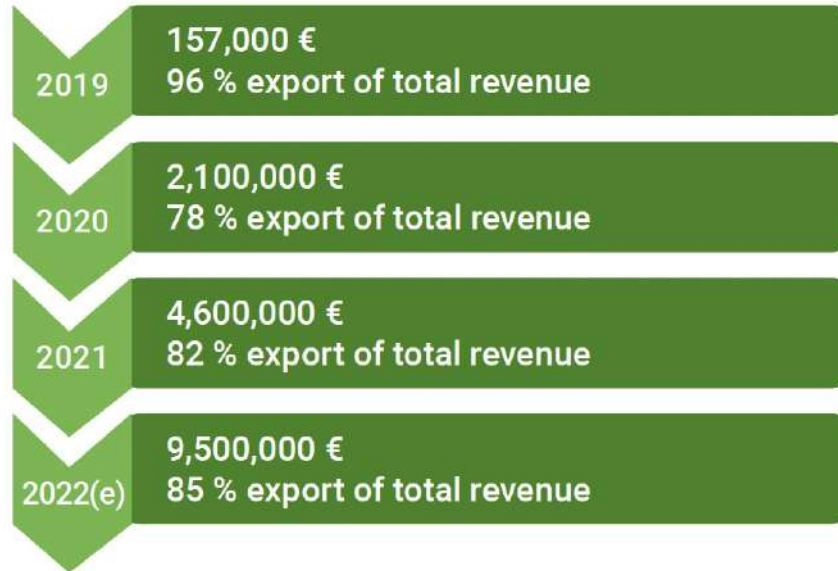 2019
157,000 €
96 % export of total revenue
2020
2,100,000 €
78 % export of total revenue
2021
4,600,000 €
82 % export of total revenue
2022(e)
9,500,000 €
85 % export of total revenue